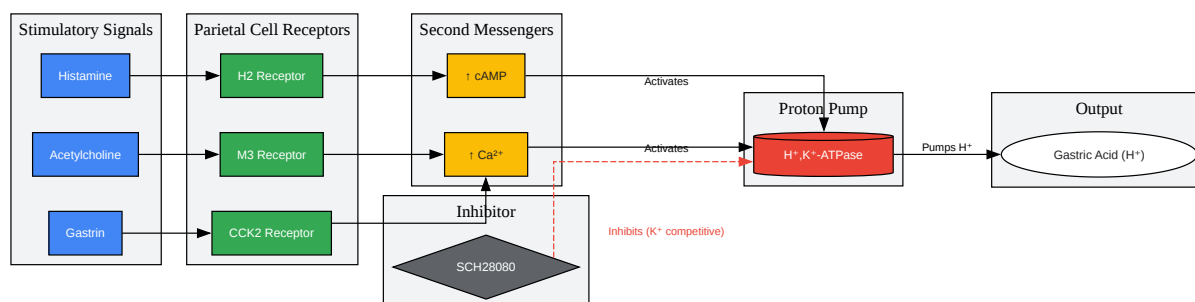 Stimulatory Signals
Histamine
Acetylcholine
Gastrin
Parietal Cell Receptors
H2 Receptor
M3 Receptor
CCK2 Receptor
Second Messengers
↑ cAMP
↑ Ca²⁺
Inhibitor
SCH28080
Activates
Activates
Inhibits (K⁺ competitive)
Proton Pump
H⁺,K⁺-ATPase
Pumps H⁺
Output
Gastric Acid (H⁺)